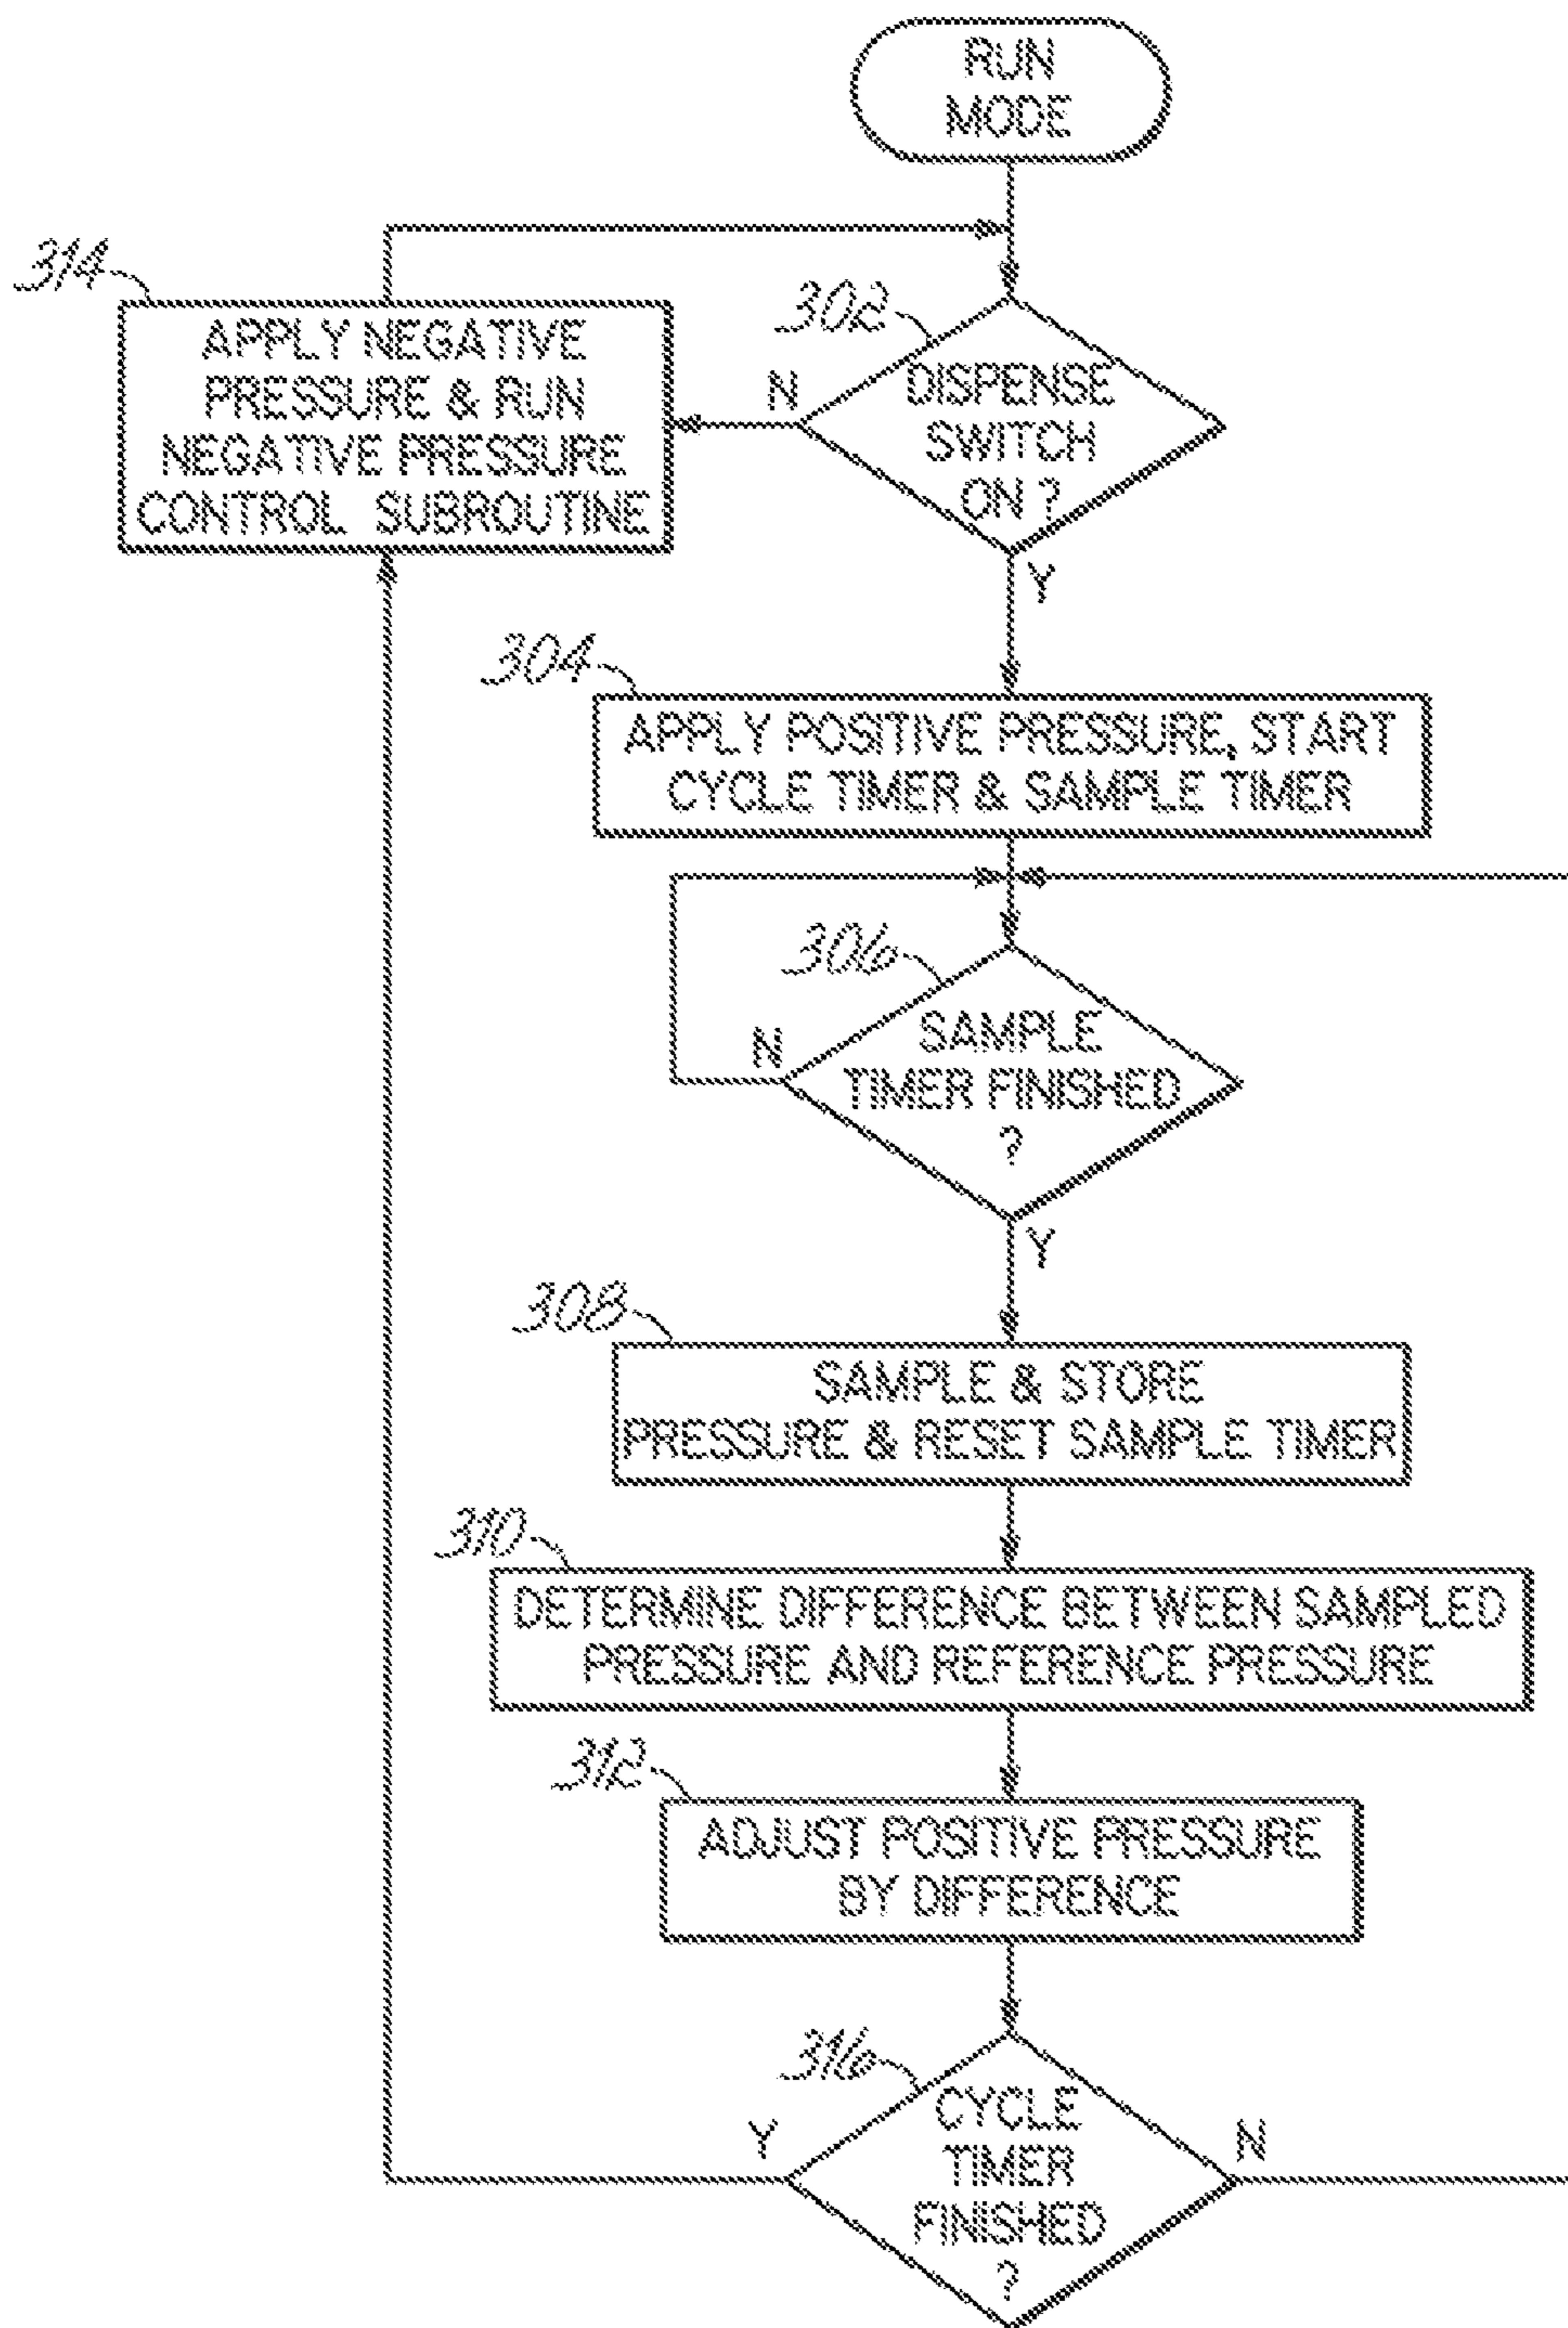 RUN
MODE
314
APPLY NEGATIVE
PRESSURE & RUN
NEGATIVE PRESSURE
CONTROL SUBROUTINE
302
N
DISPENSE
SWITCH
ON ?
Y
304
APPLY POSITIVE PRESSURE, START
CYCLE TIMER & SAMPLE TIMER
306
N
SAMPLE
TIMER FINISHED
?
Y
308
SAMPLE & STORE
PRESSURE & RESET SAMPLE TIMER
310
DETERMINE DIFFERENCE BETWEEN SAMPLED
PRESSURE AND REFERENCE PRESSURE
312
ADJUST POSITIVE PRESSURE
BY DIFFERENCE
316
Y
CYCLE
TIMER
FINISHED
?
N